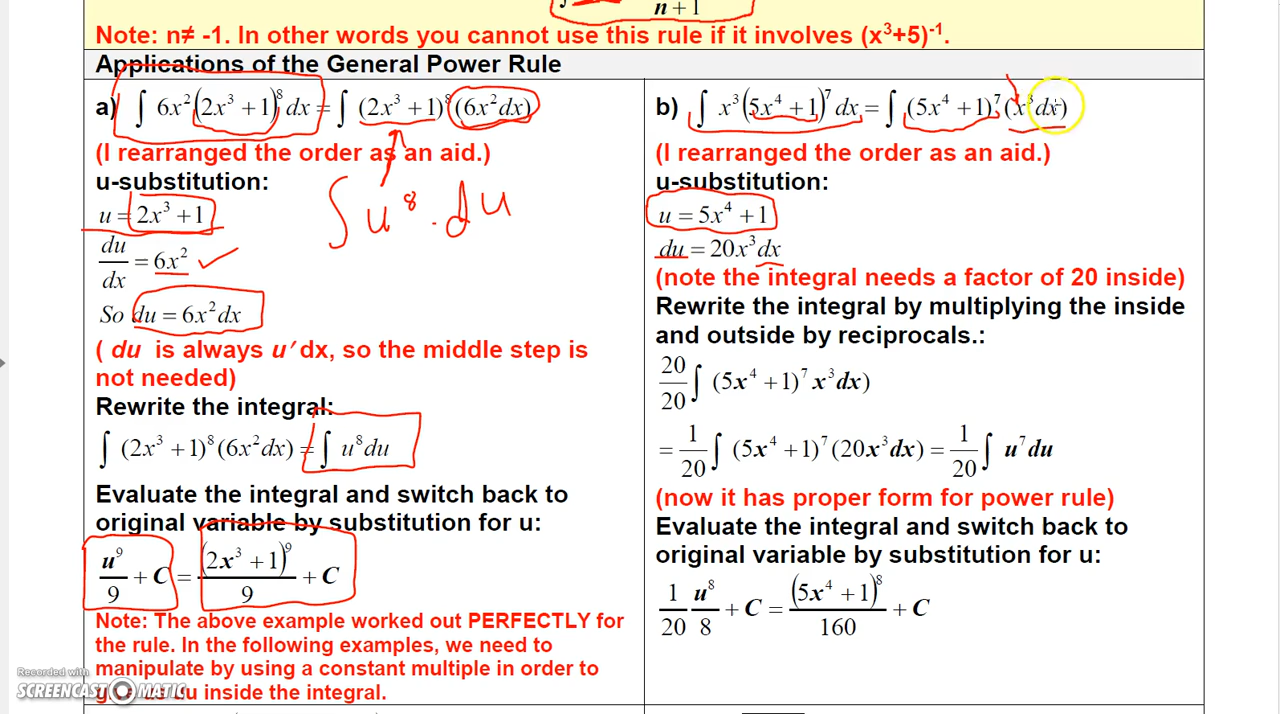 n + 1
Note: n≠ -1. In other words you cannot use this rule if it involves (x³+5)⁻¹.
Applications of the General Power Rule
a) ∫ 6x²(2x³ + 1)⁸ dx = ∫ (2x³ + 1)⁸ (6x²dx)
(I rearranged the order as an aid.)
u-substitution:
u = 2x³ + 1
du/dx = 6x²
∫ u⁸ · du
So du = 6x²dx
( du is always u′ dx, so the middle step is
not needed)
Rewrite the integral:
∫ (2x³ + 1)⁸ (6x²dx) = ∫ u⁸du
Evaluate the integral and switch back to
original variable by substitution for u:
u⁹/9 + C = (2x³ + 1)⁹/9 + C
Note: The above example worked out PERFECTLY for
the rule. In the following examples, we need to
manipulate by using a constant multiple in order to
du inside the integral.
b) ∫ x³(5x⁴ + 1)⁷ dx = ∫ (5x⁴ + 1)⁷ (x³dx)
(I rearranged the order as an aid.)
u-substitution:
u = 5x⁴ + 1
du = 20x³dx
(note the integral needs a factor of 20 inside)
Rewrite the integral by multiplying the inside
and outside by reciprocals.:
20/20 ∫ (5x⁴ + 1)⁷ x³dx)
= 1/20 ∫ (5x⁴ + 1)⁷ (20x³dx) = 1/20 ∫ u⁷du
(now it has proper form for power rule)
Evaluate the integral and switch back to
original variable by substitution for u:
1/20 u⁸/8 + C = (5x⁴ + 1)⁸/160 + C
Recorded with
SCREENCAST-O-MATIC